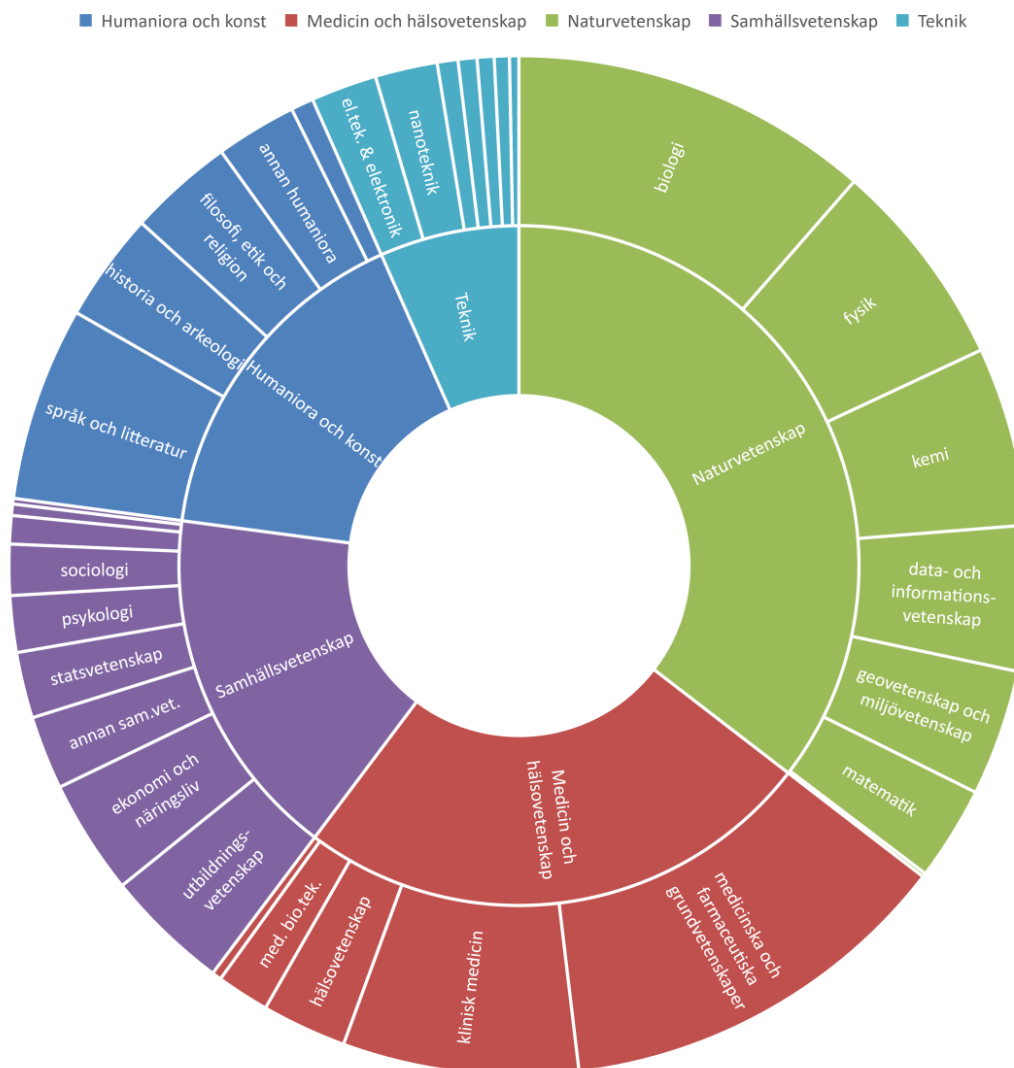 Humaniora och konst
Medicin och hälsovetenskap
Naturvetenskap
Samhällsvetenskap
Teknik
biologi
fysik
kemi
data- och
informations-
vetenskap
geovetenskap och
miljövetenskap
matematik
Naturvetenskap
medicinska och
farmaceutiska
grundvetenskaper
klinisk medicin
hälsovetenskap
med. bio.tek.
Medicin och
hälsovetenskap
utbildnings-
vetenskap
ekonomi och
näringsliv
annan sam.vet.
statsvetenskap
psykologi
sociologi
Samhällsvetenskap
språk och litteratur
historia och arkeologi
filosofi, etik och
religion
annan humaniora
Humaniora och konst
el.tek. & elektronik
nanoteknik
Teknik